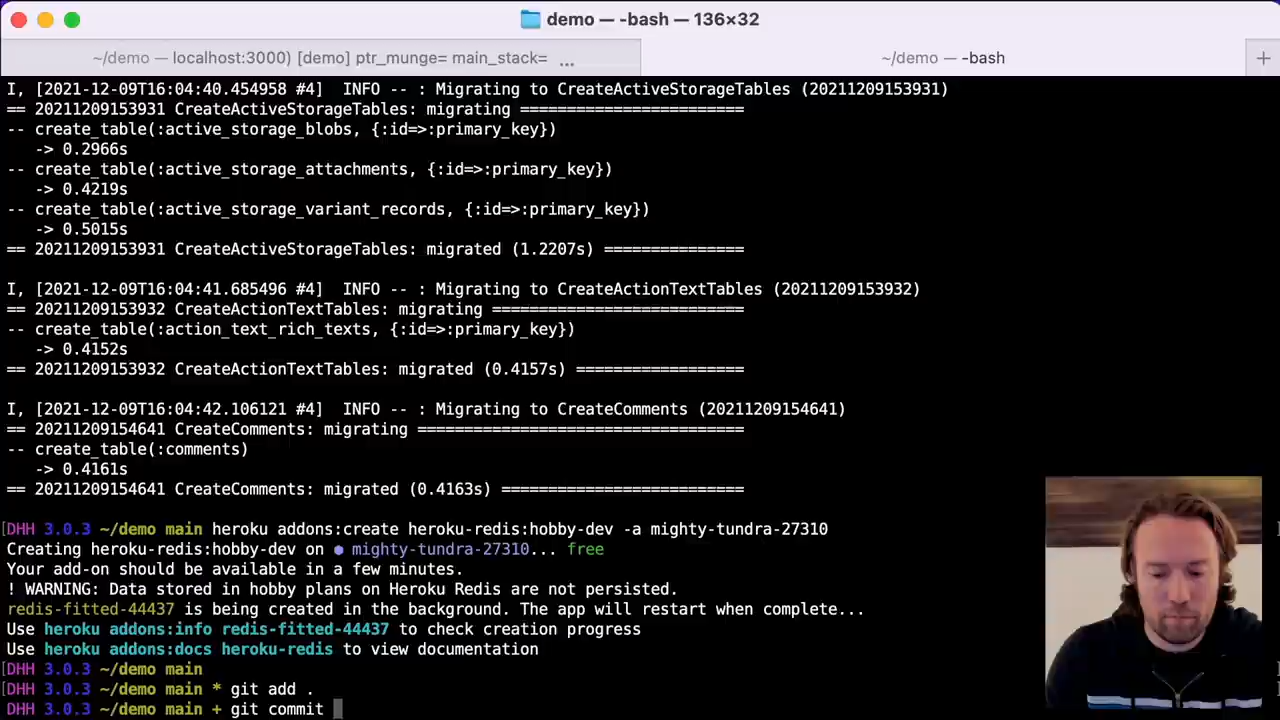 demo — -bash — 136×32
~/demo — localhost:3000) [demo] ptr_munge= main_stack= ...
~/demo — -bash
+
I, [2021-12-09T16:04:40.454958 #4]  INFO -- : Migrating to CreateActiveStorageTables (20211209153931)
== 20211209153931 CreateActiveStorageTables: migrating ========================
-- create_table(:active_storage_blobs, {:id=>:primary_key})
   -> 0.2966s
-- create_table(:active_storage_attachments, {:id=>:primary_key})
   -> 0.4219s
-- create_table(:active_storage_variant_records, {:id=>:primary_key})
   -> 0.5015s
== 20211209153931 CreateActiveStorageTables: migrated (1.2207s) ===============
I, [2021-12-09T16:04:41.685496 #4]  INFO -- : Migrating to CreateActionTextTables (20211209153932)
== 20211209153932 CreateActionTextTables: migrating ===========================
-- create_table(:action_text_rich_texts, {:id=>:primary_key})
   -> 0.4152s
== 20211209153932 CreateActionTextTables: migrated (0.4157s) ==================
I, [2021-12-09T16:04:42.106121 #4]  INFO -- : Migrating to CreateComments (20211209154641)
== 20211209154641 CreateComments: migrating ===================================
-- create_table(:comments)
   -> 0.4161s
== 20211209154641 CreateComments: migrated (0.4163s) ==========================
[DHH 3.0.3 ~/demo main heroku addons:create heroku-redis:hobby-dev -a mighty-tundra-27310
Creating heroku-redis:hobby-dev on ⬢ mighty-tundra-27310... free
Your add-on should be available in a few minutes.
! WARNING: Data stored in hobby plans on Heroku Redis are not persisted.
redis-fitted-44437 is being created in the background. The app will restart when complete...
Use heroku addons:info redis-fitted-44437 to check creation progress
Use heroku addons:docs heroku-redis to view documentation
[DHH 3.0.3 ~/demo main
[DHH 3.0.3 ~/demo main * git add .
DHH 3.0.3 ~/demo main + git commit